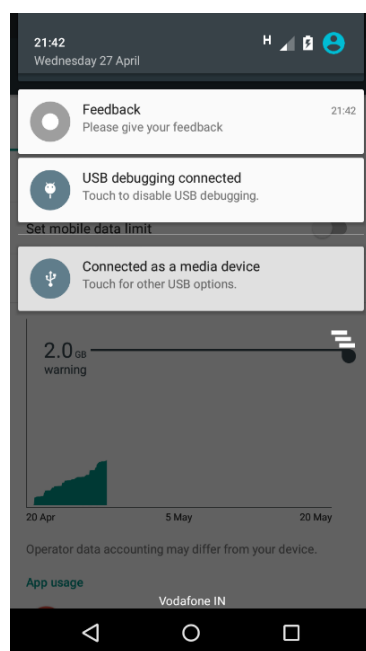 21:42
H
Wednesday 27 April
Feedback
21:42
Please give your feedback
USB debugging connected
Touch to disable USB debugging.
Set mobile data limit
Connected as a media device
Touch for other USB options.
2.0 GB
warning
20 Apr 5 May 20 May
Operator data accounting may differ from your device.
App usage
Vodafone IN